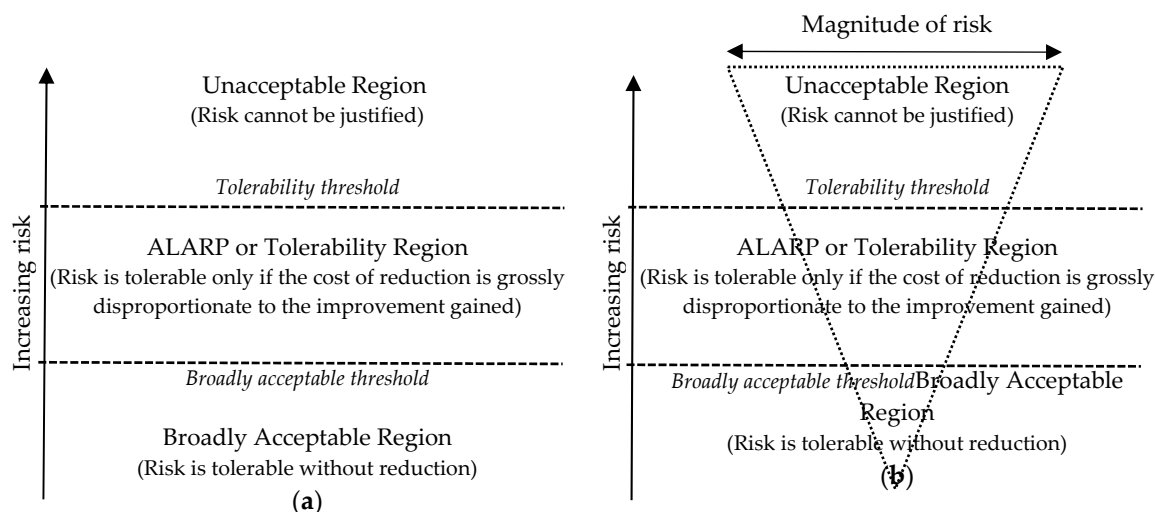 Increasing risk
Unacceptable Region
(Risk cannot be justified)
Tolerability threshold
ALARP or Tolerability Region
(Risk is tolerable only if the cost of reduction is grossly
disproportionate to the improvement gained)
Broadly acceptable threshold
Broadly Acceptable Region
(Risk is tolerable without reduction)
(a)
Magnitude of risk
Increasing risk
Unacceptable Region
(Risk cannot be justified)
Tolerability threshold
ALARP or Tolerability Region
(Risk is tolerable only if the cost of reduction is grossly
disproportionate to the improvement gained)
Broadly acceptable thresholdBroadly Acceptable
Region
(Risk is tolerable without reduction)
(b)